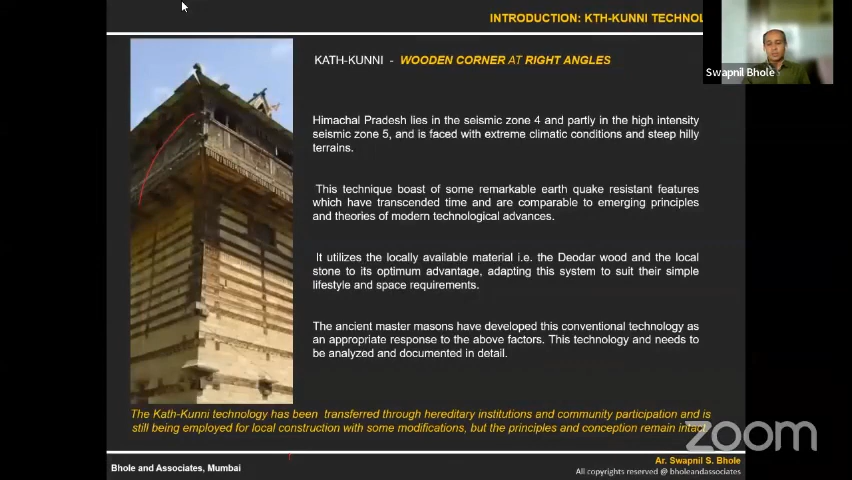 INTRODUCTION: KTH-KUNNI TECHNOL
Swapnil Bhole
KATH-KUNNI - WOODEN CORNER AT RIGHT ANGLES
Himachal Pradesh lies in the seismic zone 4 and partly in the high intensity
seismic zone 5, and is faced with extreme climatic conditions and steep hilly
terrains.
This technique boast of some remarkable earth quake resistant features
which have transcended time and are comparable to emerging principles
and theories of modern technological advances.
It utilizes the locally available material i.e. the Deodar wood and the local
stone to its optimum advantage, adapting this system to suit their simple
lifestyle and space requirements.
The ancient master masons have developed this conventional technology as
an appropriate response to the above factors. This technology and needs to
be analyzed and documented in detail.
The Kath-Kunni technology has been transferred through hereditary institutions and community participation and is
still being employed for local construction with some modifications, but the principles and conception remain intact.
zoom
Bhole and Associates, Mumbai
Ar. Swapnil S. Bhole
All copyrights reserved @ bholeandassociates